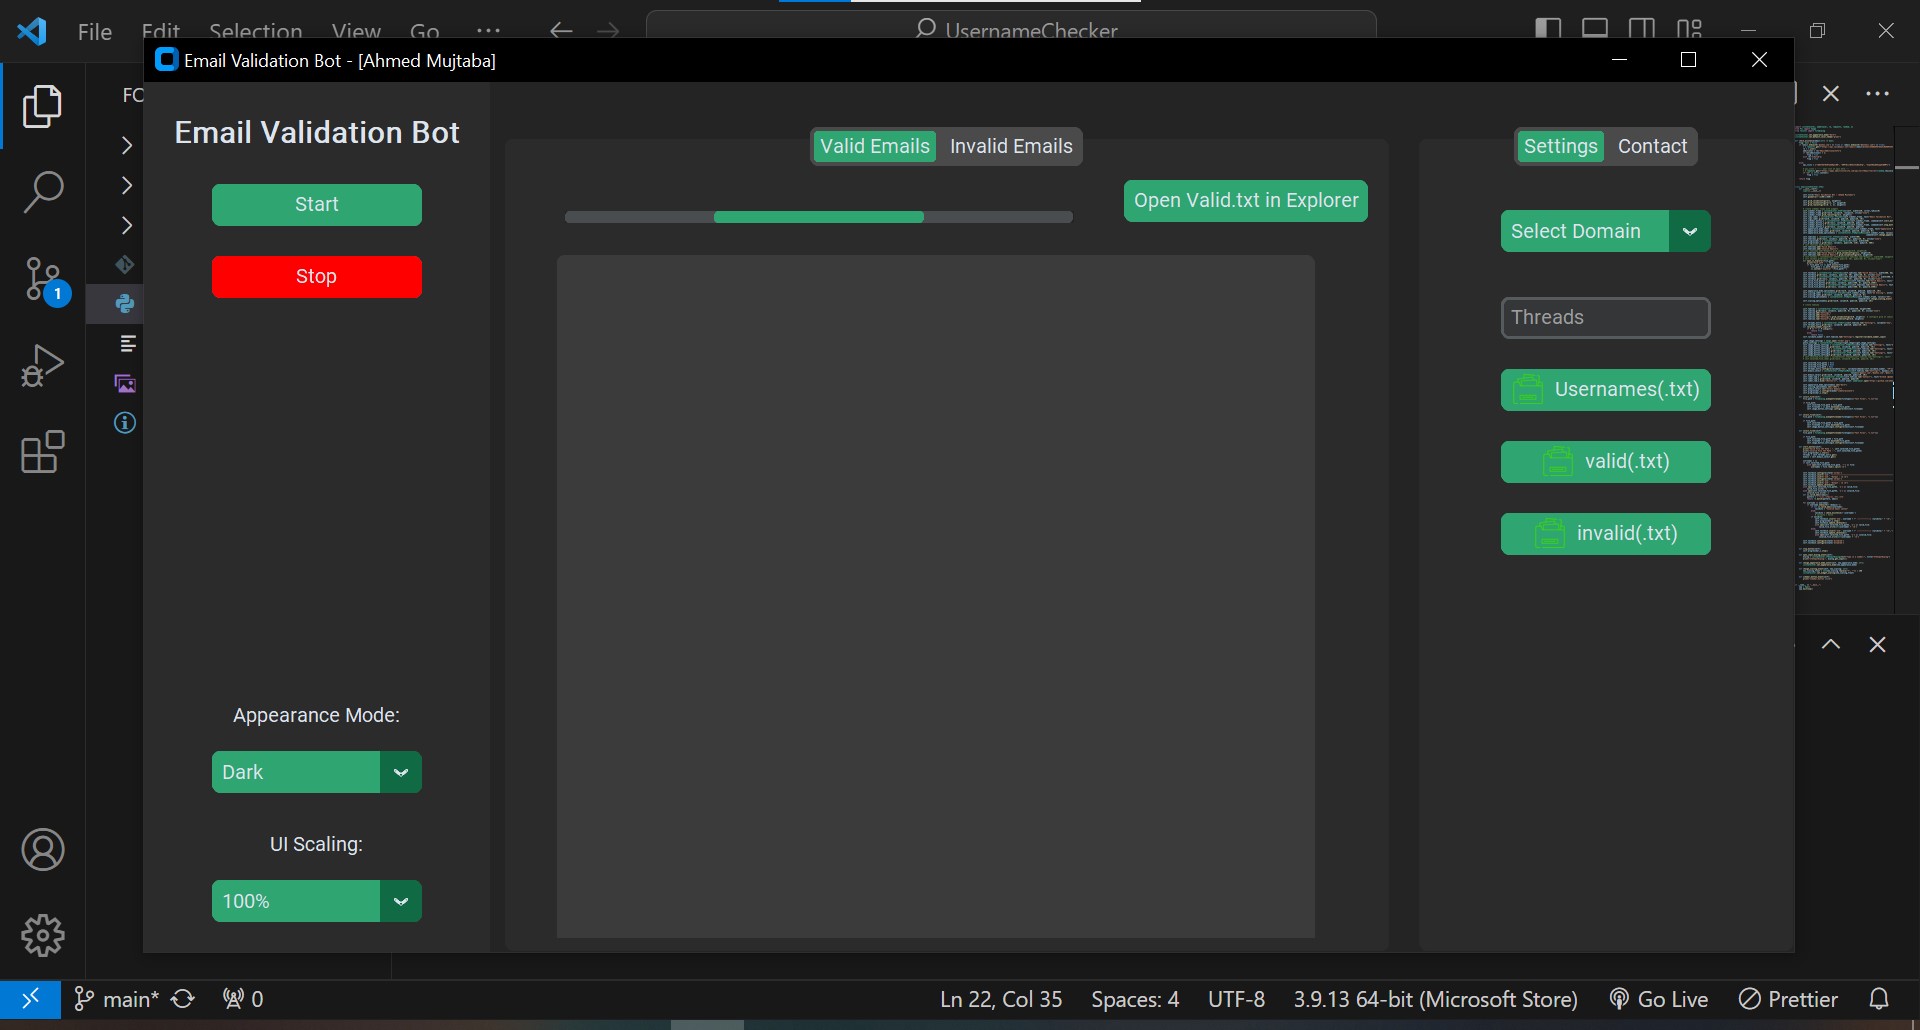 File Edit Selection View Go ...
UsernameChecker
Email Validation Bot - [Ahmed Mujtaba]
FC
Email Validation Bot
Start
Stop
Appearance Mode:
Dark
UI Scaling:
100%
Valid Emails Invalid Emails
Open Valid.txt in Explorer
Settings Contact
Select Domain
Threads
Usernames(.txt)
valid(.txt)
invalid(.txt)
1
main* 0 Ln 22, Col 35 Spaces: 4 UTF-8 3.9.13 64-bit (Microsoft Store) Go Live Prettier